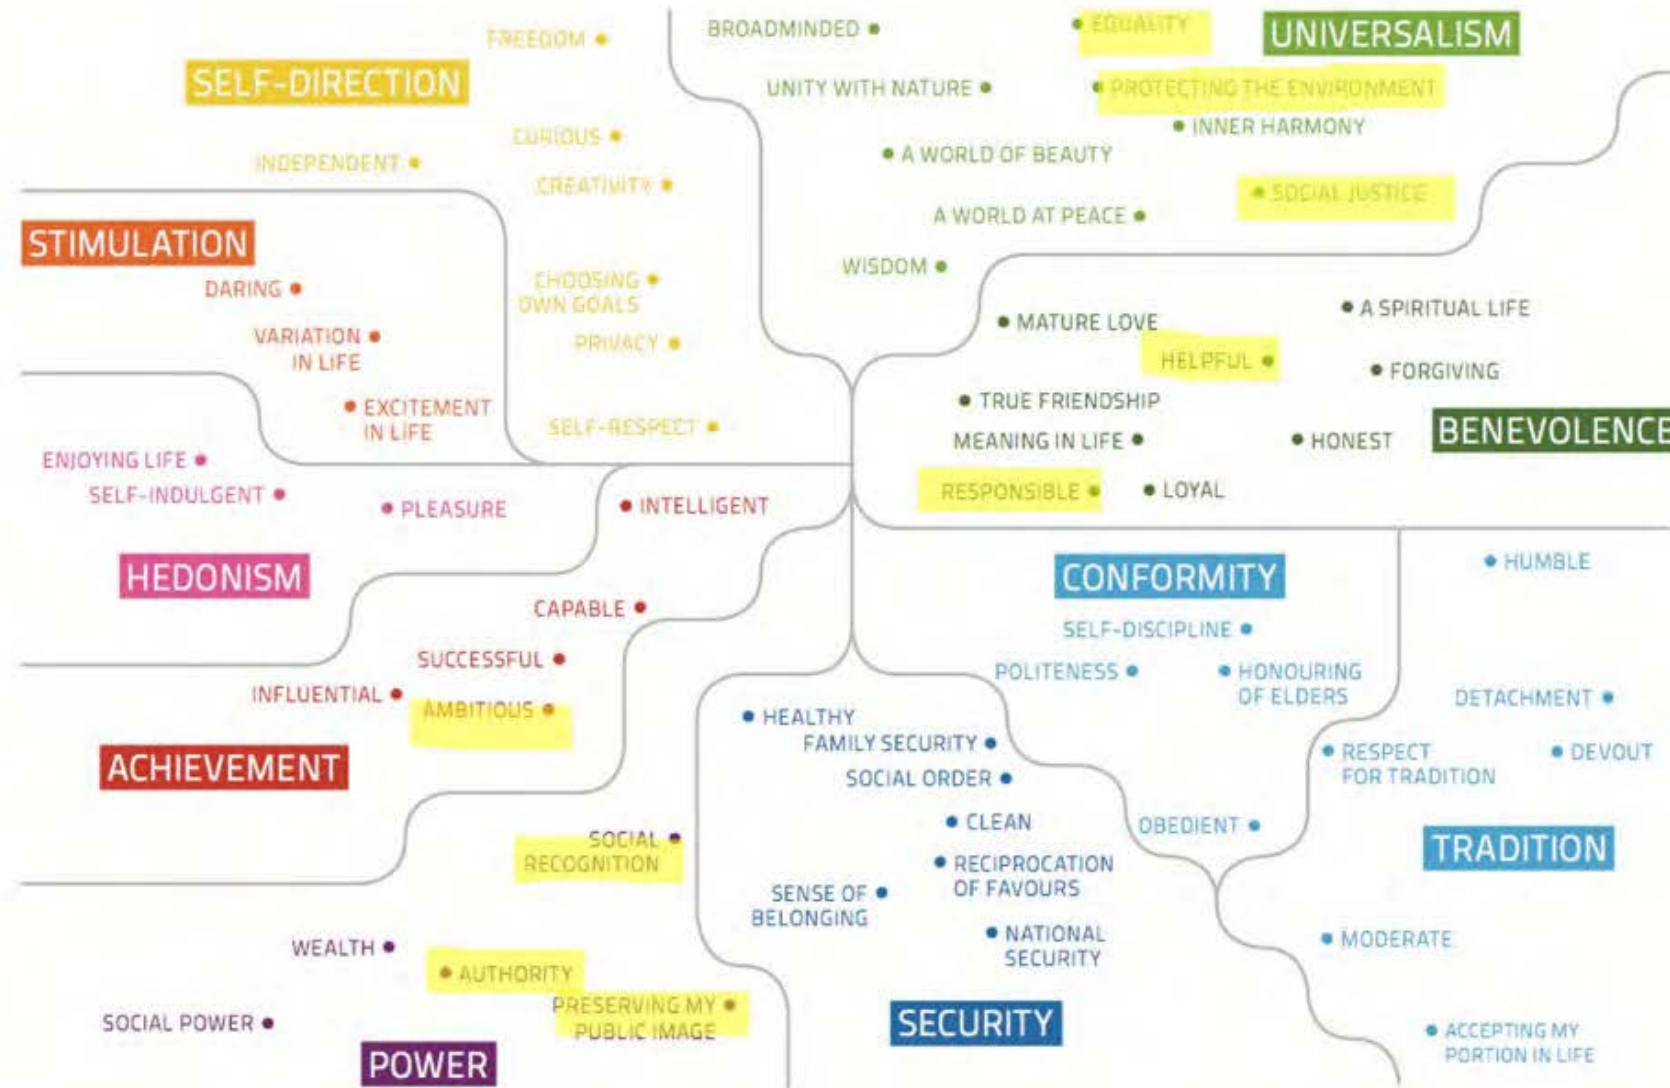 FREEDOM
SELF-DIRECTION
CURIOUS
INDEPENDENT
CREATIVITY
CHOOSING
OWN GOALS
PRIVACY
SELF-RESPECT
BROADMINDED
EQUALITY
UNIVERSALISM
UNITY WITH NATURE
PROTECTING THE ENVIRONMENT
INNER HARMONY
A WORLD OF BEAUTY
SOCIAL JUSTICE
A WORLD AT PEACE
WISDOM
STIMULATION
DARING
VARIATION
IN LIFE
EXCITEMENT
IN LIFE
MATURE LOVE
A SPIRITUAL LIFE
HELPFUL
FORGIVING
TRUE FRIENDSHIP
MEANING IN LIFE
HONEST
BENEVOLENCE
RESPONSIBLE
LOYAL
ENJOYING LIFE
SELF-INDULGENT
PLEASURE
HEDONISM
INTELLIGENT
CAPABLE
SUCCESSFUL
INFLUENTIAL
AMBITIOUS
ACHIEVEMENT
CONFORMITY
SELF-DISCIPLINE
POLITENESS
HONOURING
OF ELDERS
OBEDIENT
HUMBLE
DETACHMENT
RESPECT
FOR TRADITION
DEVOUT
TRADITION
MODERATE
ACCEPTING MY
PORTION IN LIFE
HEALTHY
FAMILY SECURITY
SOCIAL ORDER
CLEAN
RECIPROCATION
OF FAVOURS
SENSE OF
BELONGING
NATIONAL
SECURITY
SECURITY
SOCIAL
RECOGNITION
WEALTH
AUTHORITY
PRESERVING MY
PUBLIC IMAGE
SOCIAL POWER
POWER